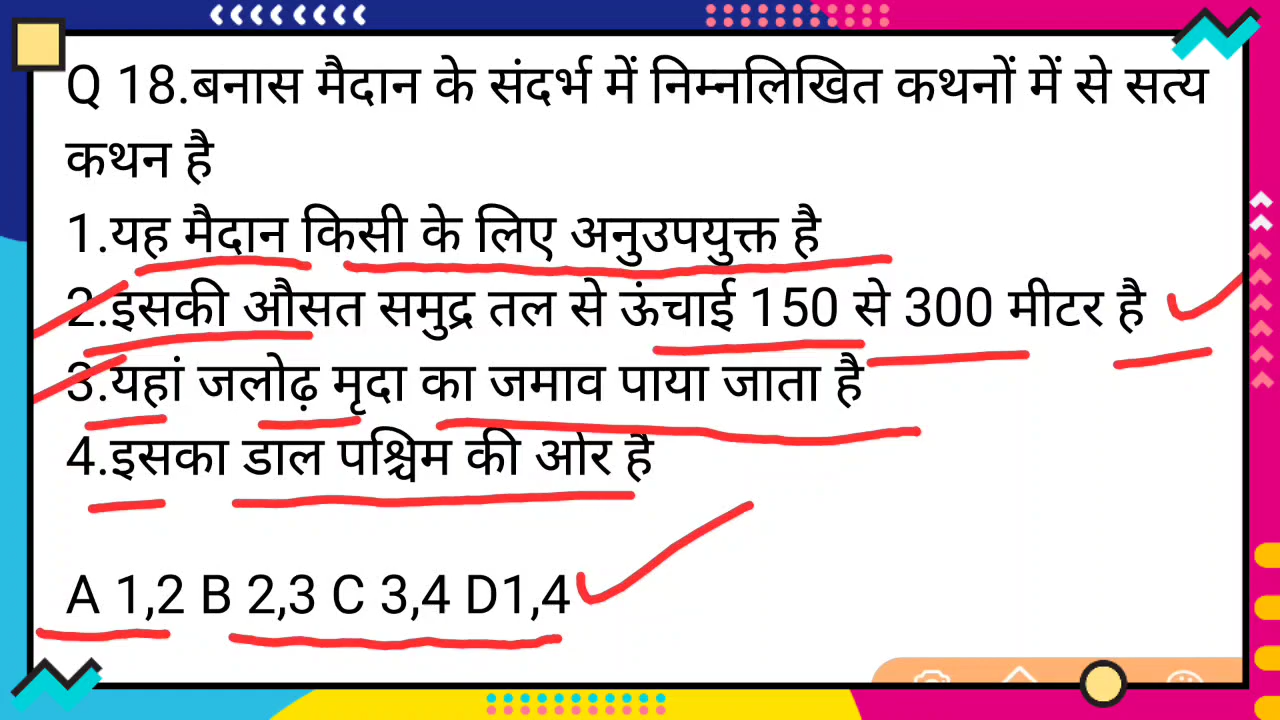 Q 18.बनास मैदान के संदर्भ में निम्नलिखित कथनों में से सत्य
कथन है
1.यह मैदान किसी के लिए अनुउपयुक्त है
2.इसकी औसत समुद्र तल से ऊंचाई 150 से 300 मीटर है
3.यहां जलोढ़ मृदा का जमाव पाया जाता है
4.इसका डाल पश्चिम की ओर है
A 1,2 B 2,3 C 3,4 D1,4